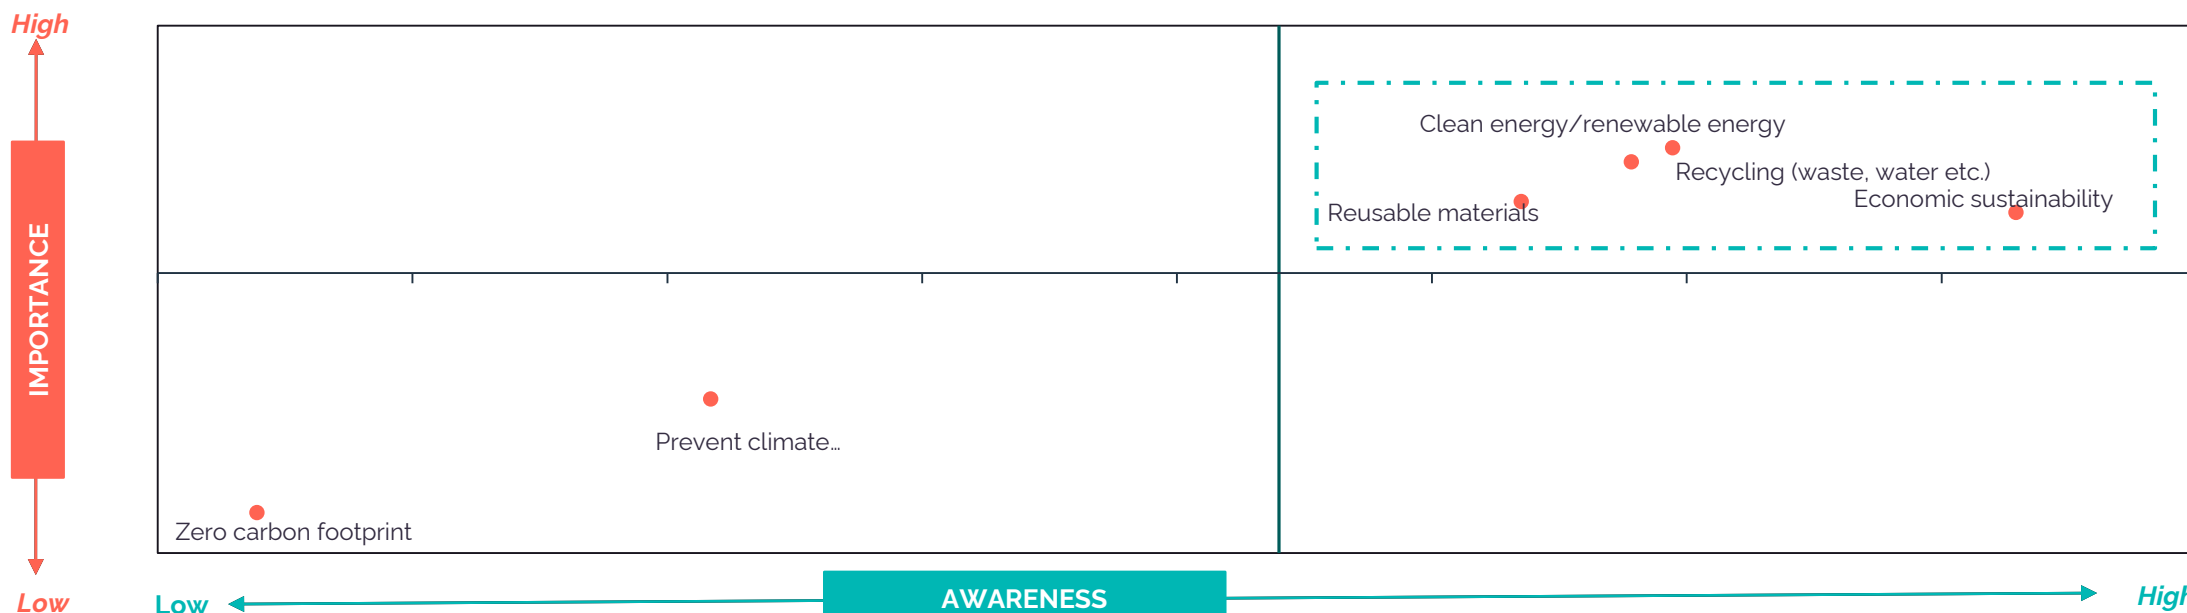 High
IMPORTANCE
Low
Clean energy/renewable energy
Recycling (waste, water etc.)
Economic sustainability
Reusable materials
Prevent climate…
Zero carbon footprint
Low
AWARENESS
High